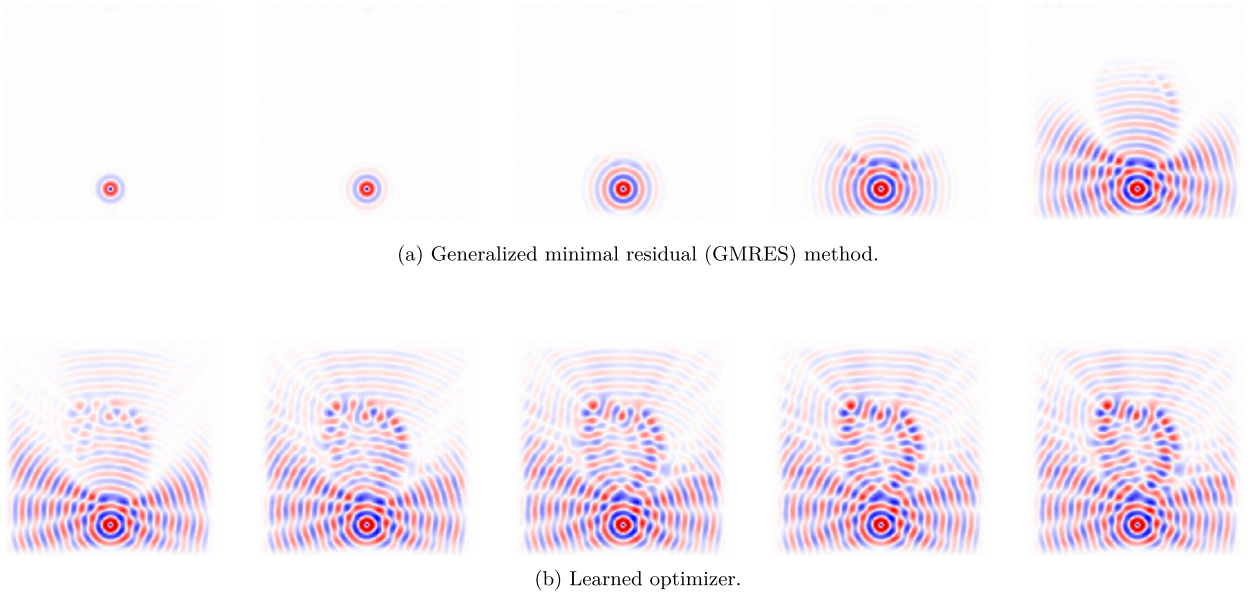 (a) Generalized minimal residual (GMRES) method.
(b) Learned optimizer.